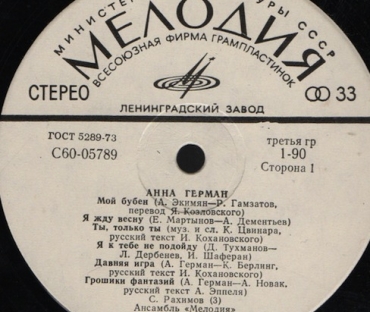 МИНИСТЕР УРЫ СССР
МЕЛОДИЯ
ВСЕСОЮЗНАЯ ФИРМА ГРАМПЛАСТИНОК
СТЕРЕО 33
ЛЕНИНГРАДСКИЙ ЗАВОД
ГОСТ 5289-73 третья гр
С60-05789 1-90
Сторона I
АННА ГЕРМАН
Мой бубен (А. Экимян—Р. Гамзатов,
перевод Я. Козловского)
Я жду весну (Е. Мартынов—А. Дементьев)
Ты, только ты (муз. и сл. К. Цвинара,
русский текст И. Кохановского)
Я к тебе не подойду (Д. Тухманов—
Л. Дербенев, И. Шаферан)
Давняя игра (А. Герман—К. Берлинг,
русский текст И. Кохановского)
Грошики фантазий (А. Герман—А. Новак,
русский текст А. Эппеля)
С. Рахимов (3)
Ансамбль «Мелодия»